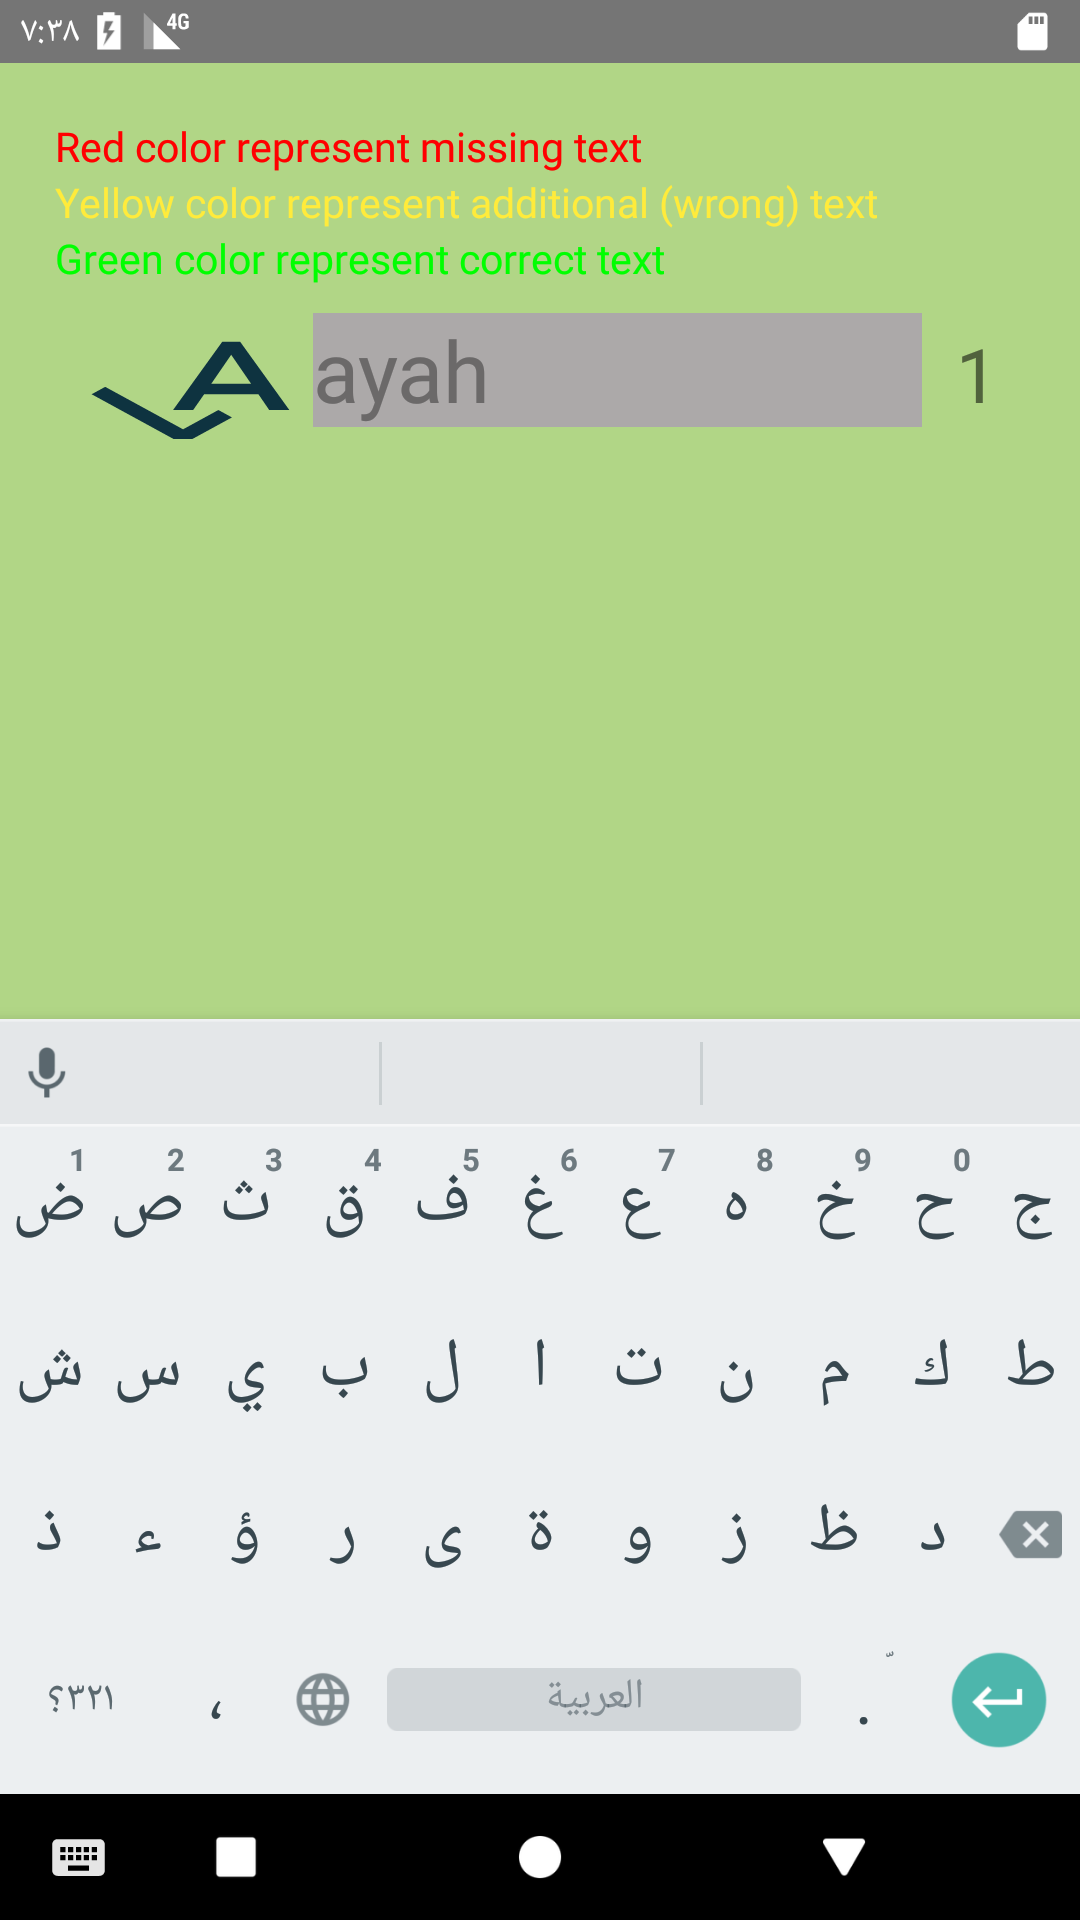 ٧:٣٨ 4G
Red color represent missing text
Yellow color represent additional (wrong) text
Green color represent correct text
A ayah 1
1 2 3 4 5 6 7 8 9 0
ض ص ث ق ف غ ع ه خ ح ج
ش س ي ب ل ا ت ن م ك ط
ذ ء ؤ ر ى ة و ز ظ د
؟٣٢١ ، العربية .